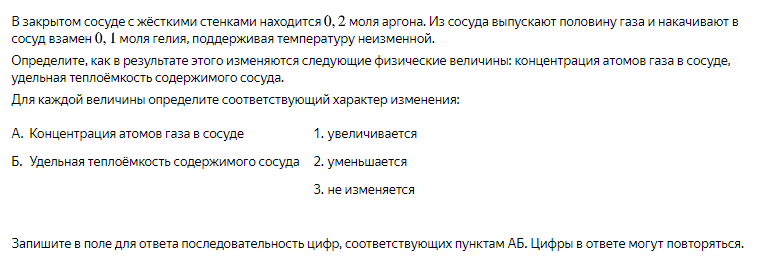 В закрытом сосуде с жёсткими стенками находится 0, 2 моля аргона. Из сосуда выпускают половину газа и накачивают в
сосуд взамен 0, 1 моля гелия, поддерживая температуру неизменной.
Определите, как в результате этого изменяются следующие физические величины: концентрация атомов газа в сосуде,
удельная теплоёмкость содержимого сосуда.
Для каждой величины определите соответствующий характер изменения:
А. Концентрация атомов газа в сосуде 1. увеличивается
Б. Удельная теплоёмкость содержимого сосуда 2. уменьшается
3. не изменяется
Запишите в поле для ответа последовательность цифр, соответствующих пунктам АБ. Цифры в ответе могут повторяться.